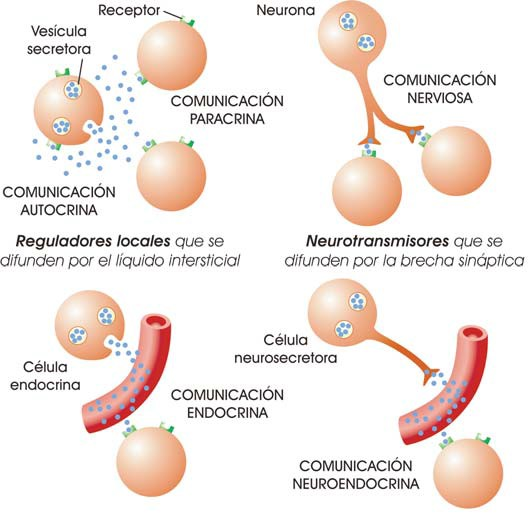 Receptor
Vesícula
secretora
COMUNICACIÓN
PARACRINA
COMUNICACIÓN
AUTOCRINA
Reguladores locales que se
difunden por el líquido intersticial
Neurona
COMUNICACIÓN
NERVIOSA
Neurotransmisores que se
difunden por la brecha sináptica
Célula
endocrina
COMUNICACIÓN
ENDOCRINA
Célula
neurosecretora
COMUNICACIÓN
NEUROENDOCRINA